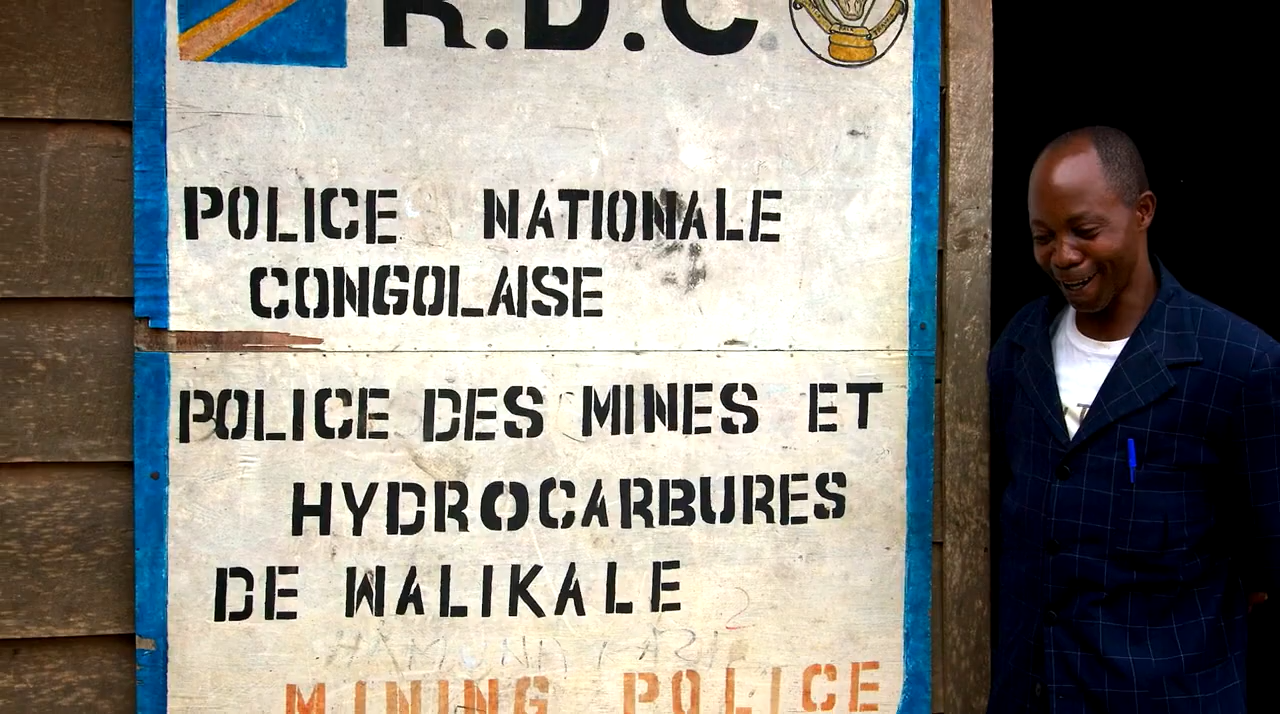 R.D.C.
POLICE NATIONALE
CONGOLAISE
POLICE DES MINES ET
HYDROCARBURES
DE WALIKALE
MINING POLICE